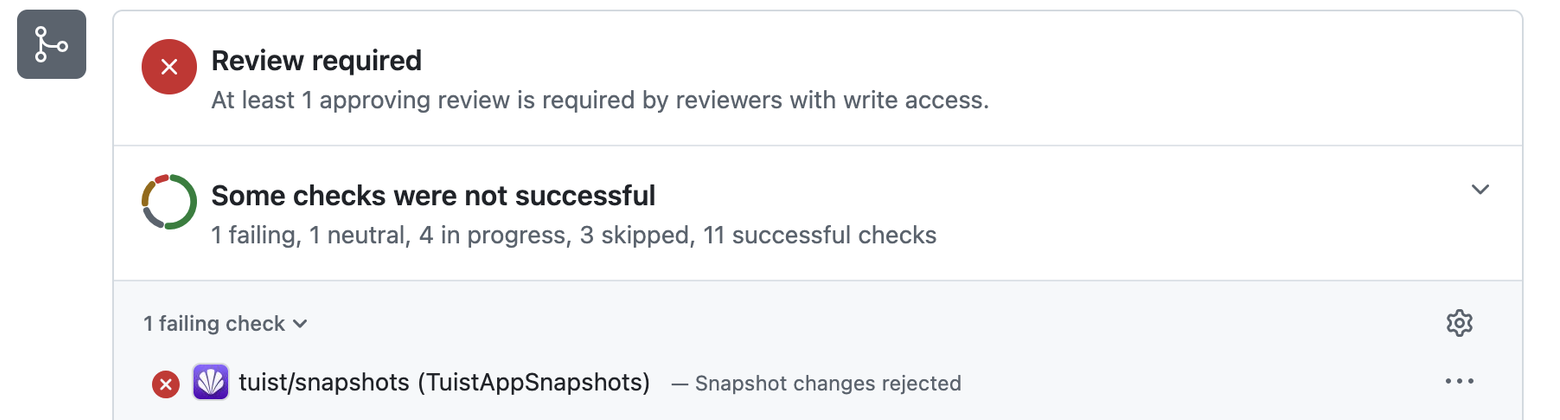 Review required
At least 1 approving review is required by reviewers with write access.
Some checks were not successful
1 failing, 1 neutral, 4 in progress, 3 skipped, 11 successful checks
1 failing check
tuist/snapshots (TuistAppSnapshots) — Snapshot changes rejected